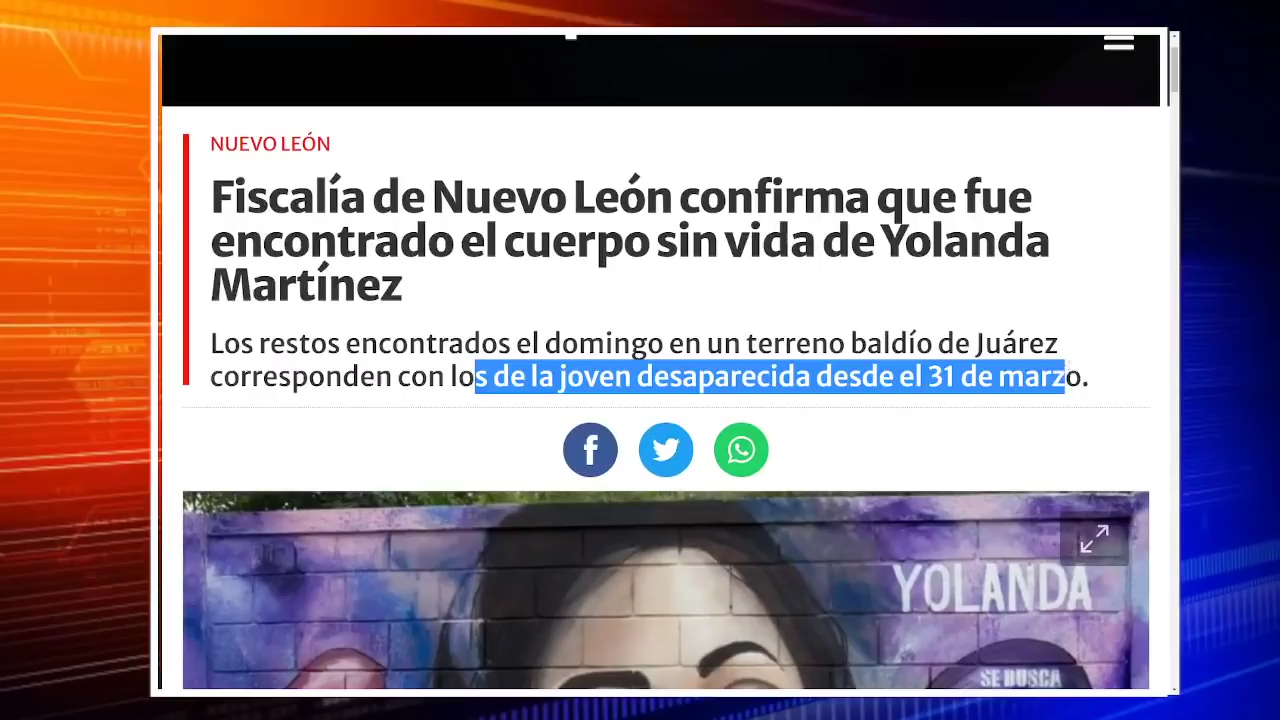 NUEVO LEÓN
Fiscalía de Nuevo León confirma que fue
encontrado el cuerpo sin vida de Yolanda
Martínez
Los restos encontrados el domingo en un terreno baldío de Juárez
corresponden con los de la joven desaparecida desde el 31 de marzo.
YOLANDA
SE BUSCA